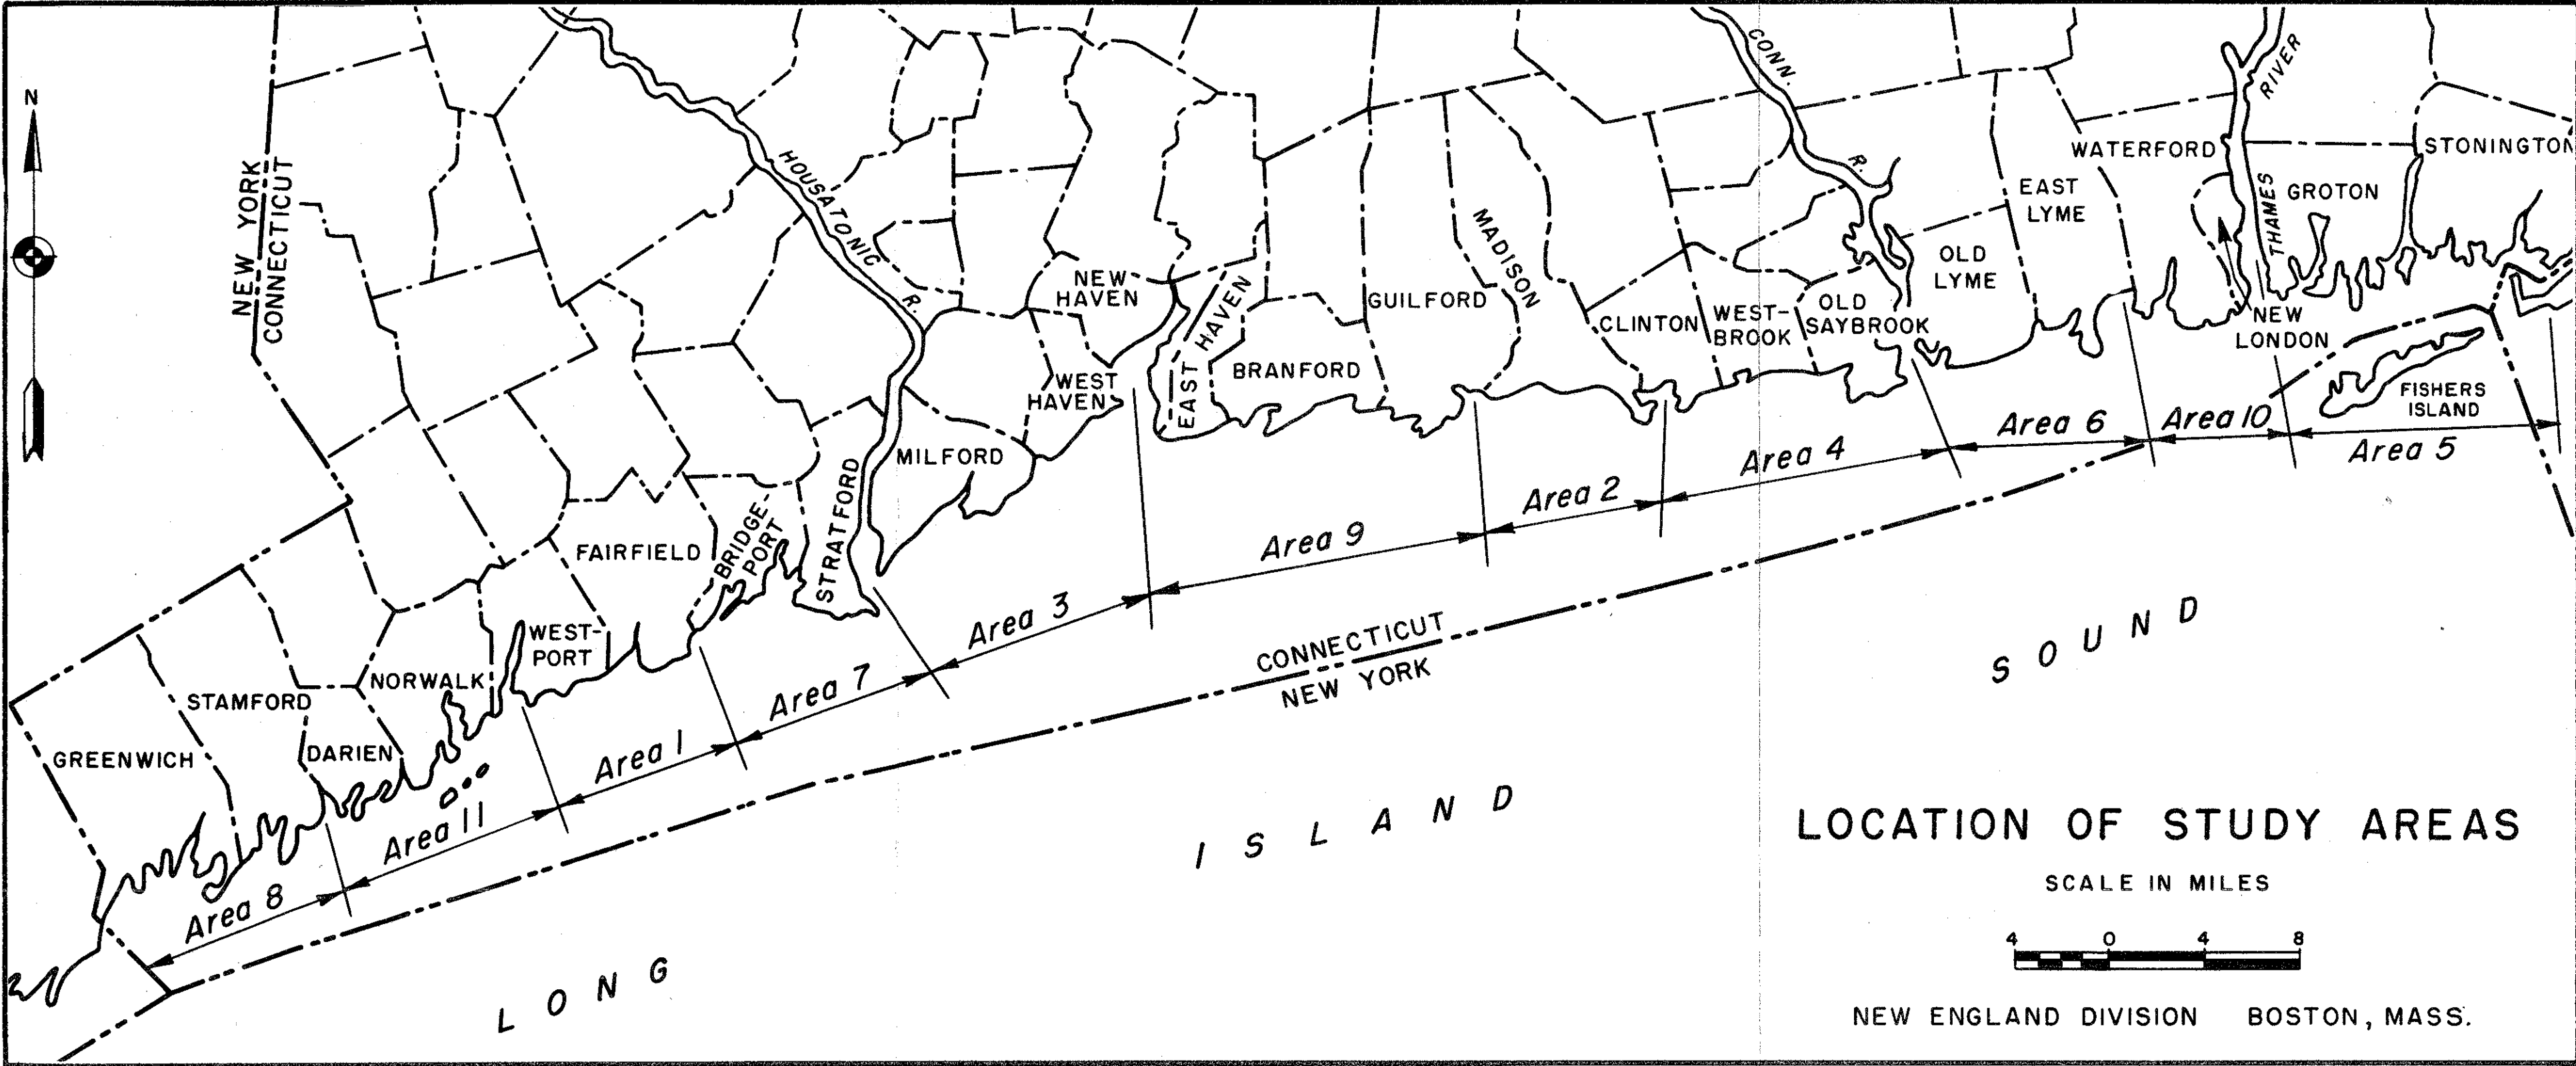 N
NEW YORK
CONNECTICUT
HOUSATONIC R.
CONN. R.
THAMES RIVER
GREENWICH
STAMFORD
DARIEN
NORWALK
WEST-
PORT
FAIRFIELD
BRIDGE-
PORT
STRATFORD
MILFORD
WEST
HAVEN
NEW
HAVEN
EAST HAVEN
BRANFORD
GUILFORD
MADISON
CLINTON
WEST-
BROOK
OLD
SAYBROOK
OLD
LYME
EAST
LYME
WATERFORD
NEW
LONDON
GROTON
STONINGTON
FISHERS
ISLAND
Area 8
Area 11
Area 1
Area 7
Area 3
Area 9
Area 2
Area 4
Area 6
Area 10
Area 5
CONNECTICUT
NEW YORK
LONG ISLAND SOUND
LOCATION OF STUDY AREAS
SCALE IN MILES
4 0 4 8
NEW ENGLAND DIVISION BOSTON, MASS.